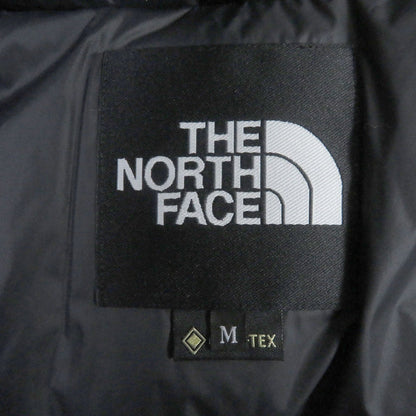 THE
NORTH
FACE
M -TEX